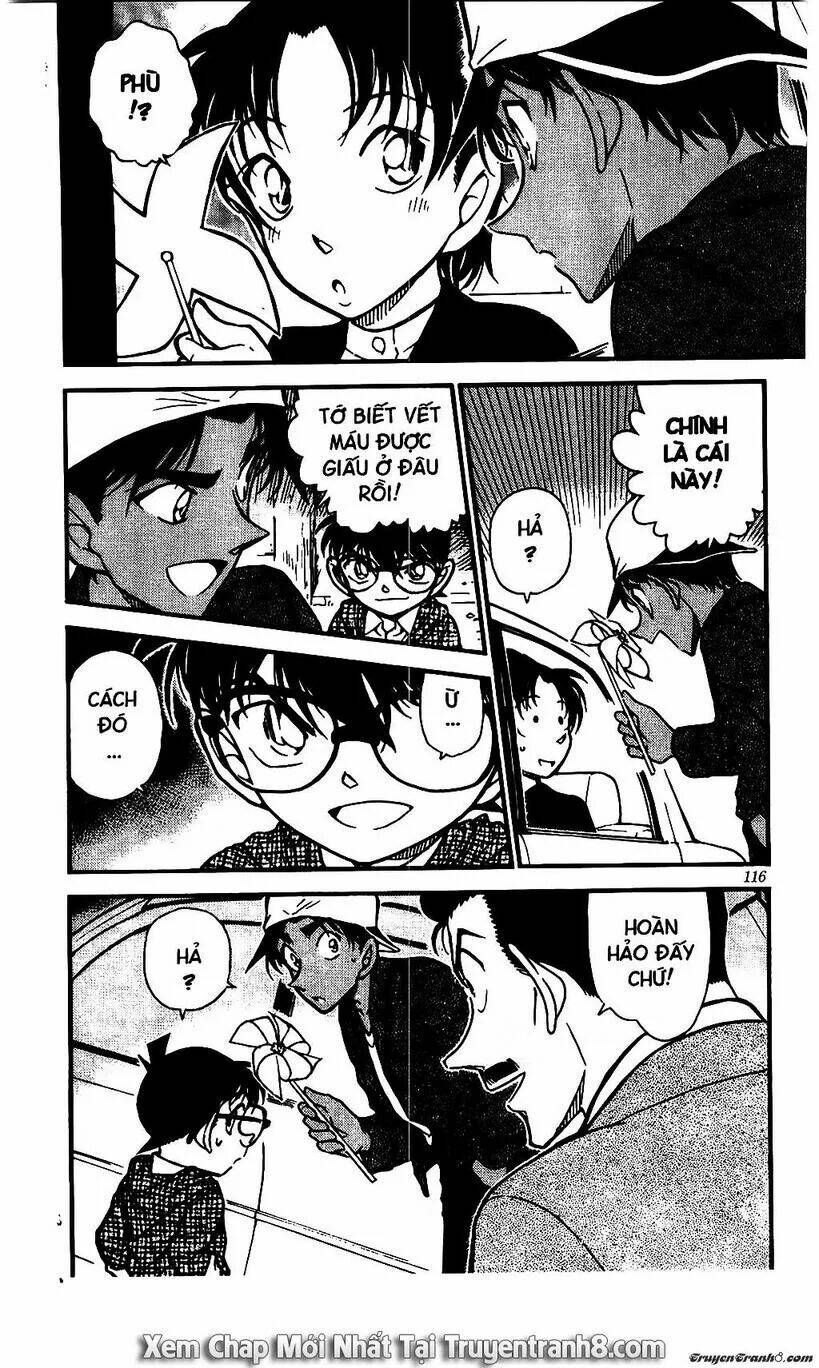 PHÙ
!?
CHÍNH
LÀ CÁI
NÀY!
HẢ
?
TỚ BIẾT VẾT
MÁU ĐƯỢC
GIẤU Ở ĐÂU
RỒI!
Ừ
...
CÁCH
ĐÓ
...
116
HOÀN
HẢO ĐẤY
CHỨ!
HẢ
?
Xem Chap Mới Nhất Tại Truyentranh8.com
TruyenTranh8.com